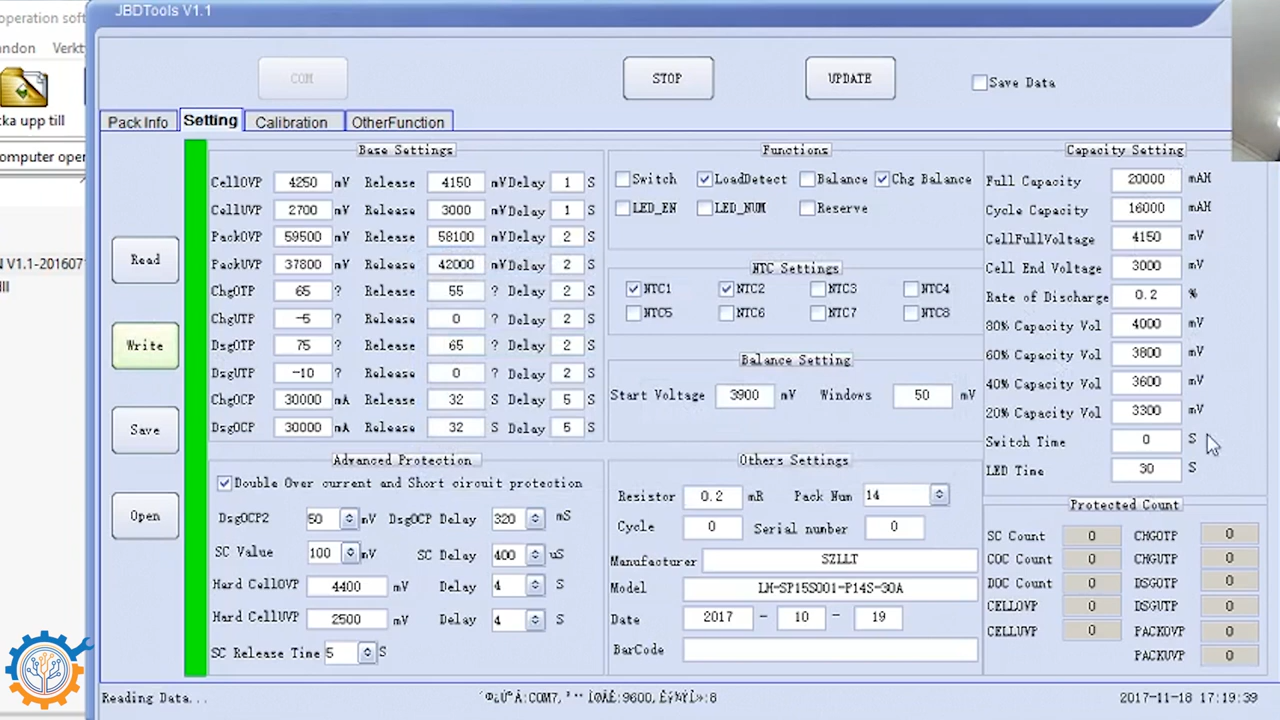 operation soft
andon Verkt
cka upp till
omputer oper
N V1.1-2016071
JBDTools V1.1
COM
STOP
UPDATE
Save Data
Pack Info Setting Calibration OtherFunction
Read
Write
Save
Open
Base Settings
CellOVP 4250 mV Release 4150 mV Delay 1 S
CellUVP 2700 mV Release 3000 mV Delay 1 S
PackOVP 59500 mV Release 58100 mV Delay 2 S
PackUVP 37800 mV Release 42000 mV Delay 2 S
ChgOTP 65 ? Release 55 ? Delay 2 S
ChgUTP -5 ? Release 0 ? Delay 2 S
DsgOTP 75 ? Release 65 ? Delay 2 S
DsgUTP -10 ? Release 0 ? Delay 2 S
ChgOCP 30000 mA Release 32 S Delay 5 S
DsgOCP 30000 mA Release 32 S Delay 5 S
Advanced Protection
Double Over current and Short circuit protection
DsgOCP2 50 mV DsgOCP Delay 320 mS
SC Value 100 mV SC Delay 400 uS
Hard CellOVP 4400 mV Delay 4 S
Hard CellUVP 2500 mV Delay 4 S
SC Release Time 5 S
Functions
Switch LoadDetect Balance Chg Balance
LED_EN LED_NUM Reserve
NTC Settings
NTC1 NTC2 NTC3 NTC4
NTC5 NTC6 NTC7 NTC8
Balance Setting
Start Voltage 3900 mV Windows 50 mV
Others Settings
Resistor 0.2 mR Pack Num 14
Cycle 0 Serial number 0
Manufacturer SZLLT
Model LH-SP15S001-P14S-30A
Date 2017 - 10 - 19
BarCode
Capacity Setting
Full Capacity 20000 mAH
Cycle Capacity 16000 mAH
CellFullVoltage 4150 mV
Cell End Voltage 3000 mV
Rate of Discharge 0.2 %
80% Capacity Vol 4000 mV
60% Capacity Vol 3800 mV
40% Capacity Vol 3600 mV
20% Capacity Vol 3300 mV
Switch Time 0 S
LED Time 30 S
Protected Count
SC Count 0 CHGOTP 0
COC Count 0 CHGUTP 0
DOC Count 0 DSGOTP 0
CELLOVP 0 DSGUTP 0
CELLUVP 0 PACKOVP 0
PACKUVP 0
Reading Data...
COM7, 9600, 8
2017-11-18 17:19:39